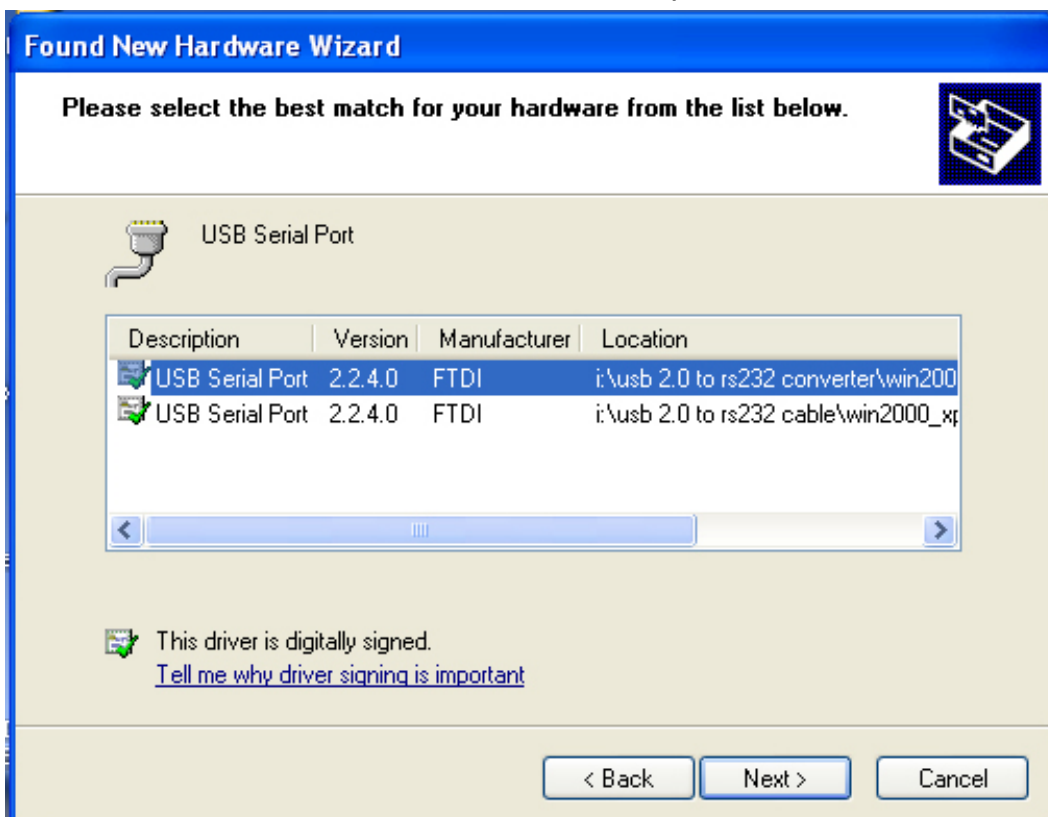 Found New Hardware Wizard
Please select the best match for your hardware from the list below.
USB Serial Port
Description Version Manufacturer Location
USB Serial Port 2.2.4.0 FTDI i:\usb 2.0 to rs232 converter\win200
USB Serial Port 2.2.4.0 FTDI i:\usb 2.0 to rs232 cable\win2000_xp
This driver is digitally signed.
Tell me why driver signing is important
< Back Next > Cancel